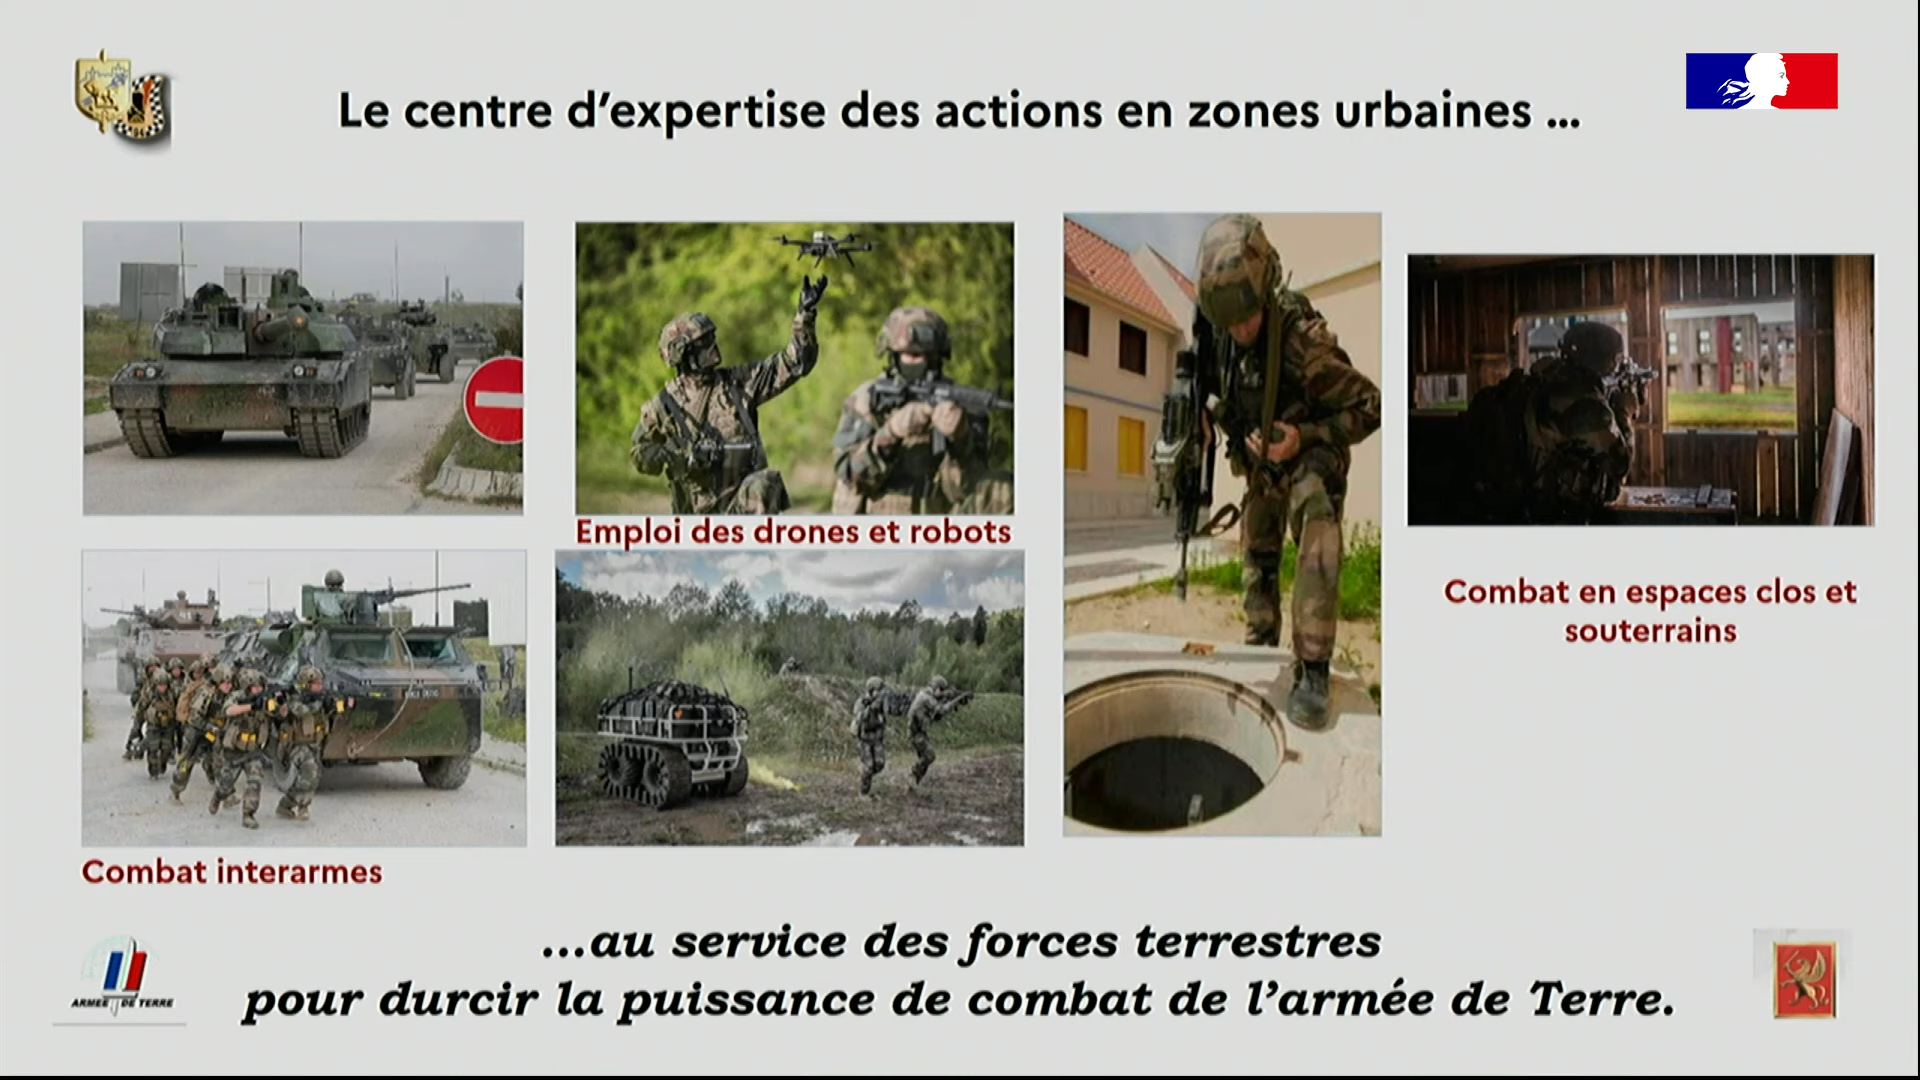 Le centre d’expertise des actions en zones urbaines ...
Emploi des drones et robots
Combat en espaces clos et
souterrains
Combat interarmes
...au service des forces terrestres
pour durcir la puissance de combat de l’armée de Terre.
ARMEE DE TERRE